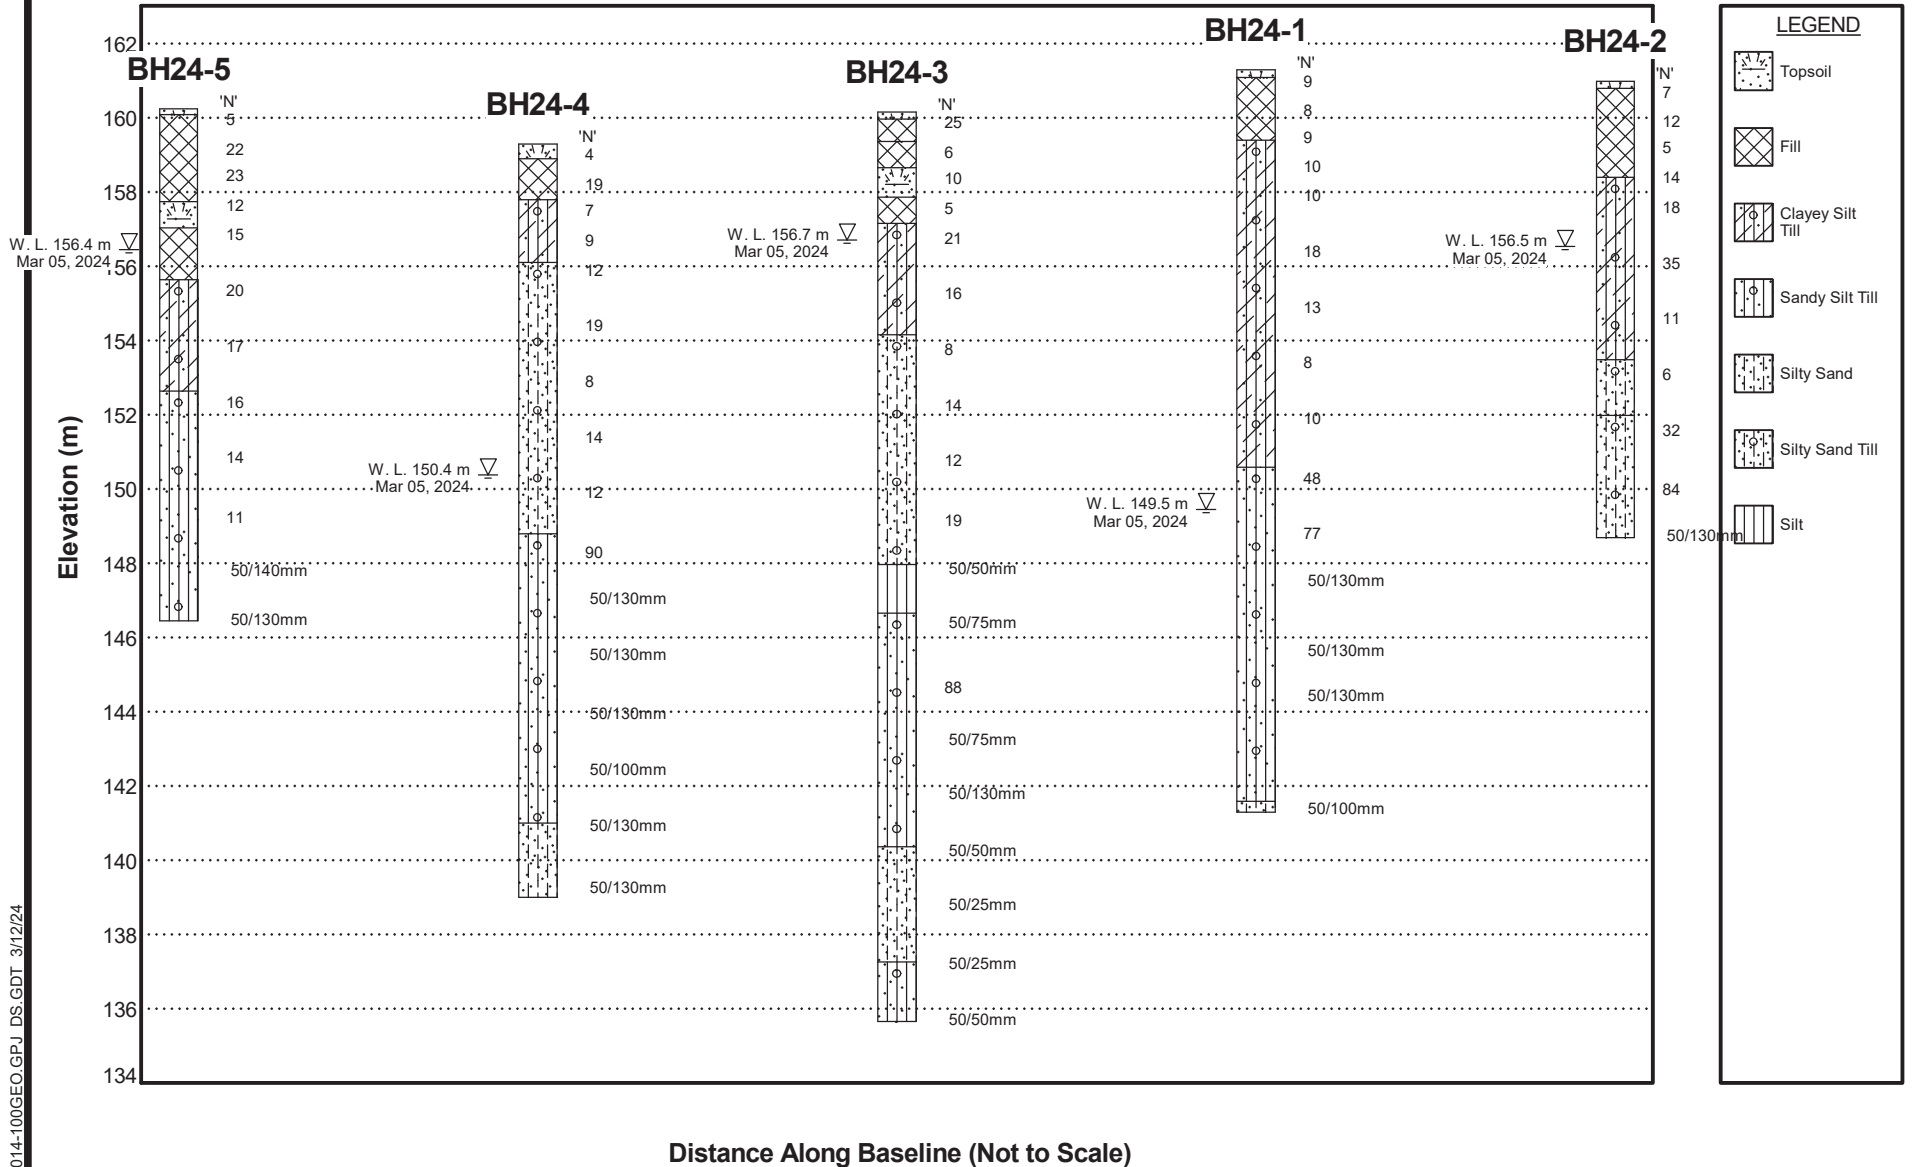 162
160
158
156
154
152
150
148
146
144
142
140
138
136
134
Elevation (m)
BH24-5
'N'
5
22
23
12
15
20
17
16
14
11
50/140mm
50/130mm
W. L. 156.4 m
Mar 05, 2024
BH24-4
'N'
4
19
7
9
12
19
8
14
12
90
50/130mm
50/130mm
50/130mm
50/100mm
50/130mm
50/130mm
W. L. 150.4 m
Mar 05, 2024
BH24-3
'N'
25
6
10
5
21
16
8
14
12
19
50/50mm
50/75mm
88
50/75mm
50/130mm
50/50mm
50/25mm
50/25mm
50/50mm
W. L. 156.7 m
Mar 05, 2024
BH24-1
'N'
9
8
9
10
10
18
13
8
10
48
77
50/130mm
50/130mm
50/130mm
50/100mm
W. L. 149.5 m
Mar 05, 2024
BH24-2
'N'
7
12
5
14
18
35
11
6
32
84
50/130mm
W. L. 156.5 m
Mar 05, 2024
LEGEND
Topsoil
Fill
Clayey Silt
Till
Sandy Silt Till
Silty Sand
Silty Sand Till
Silt
Distance Along Baseline (Not to Scale)
014-100GEO.GPJ DS.GDT 3/12/24